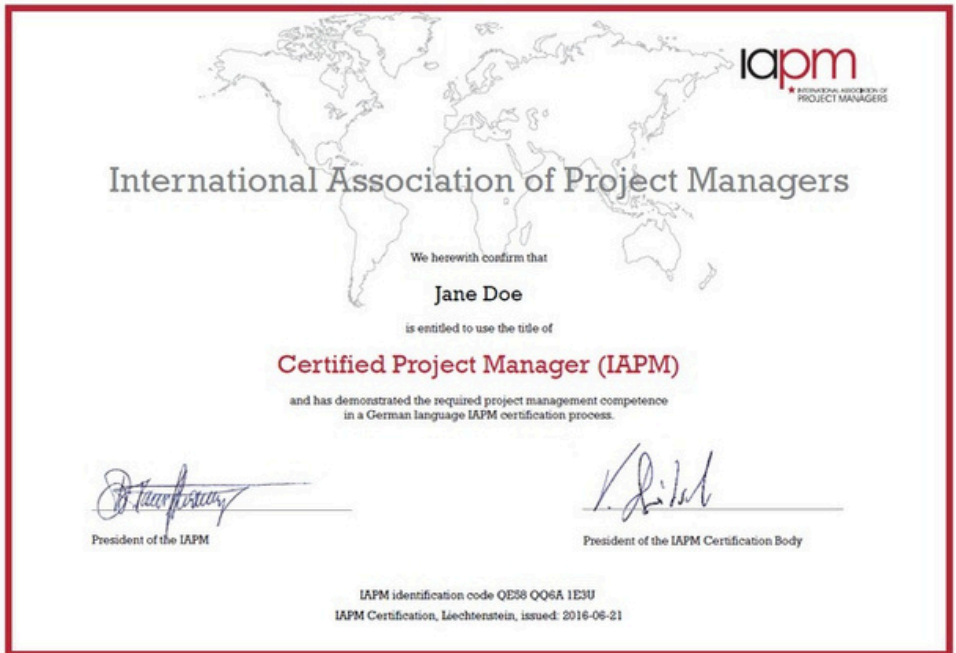 iapm
INTERNATIONAL ASSOCIATION OF
PROJECT MANAGERS
International Association of Project Managers
We herewith confirm that
Jane Doe
is entitled to use the title of
Certified Project Manager (IAPM)
and has demonstrated the required project management competence
in a German language IAPM certification process.
President of the IAPM
President of the IAPM Certification Body
IAPM identification code QE58 QQ6A 1E3U
IAPM Certification, Liechtenstein, issued: 2016-06-21